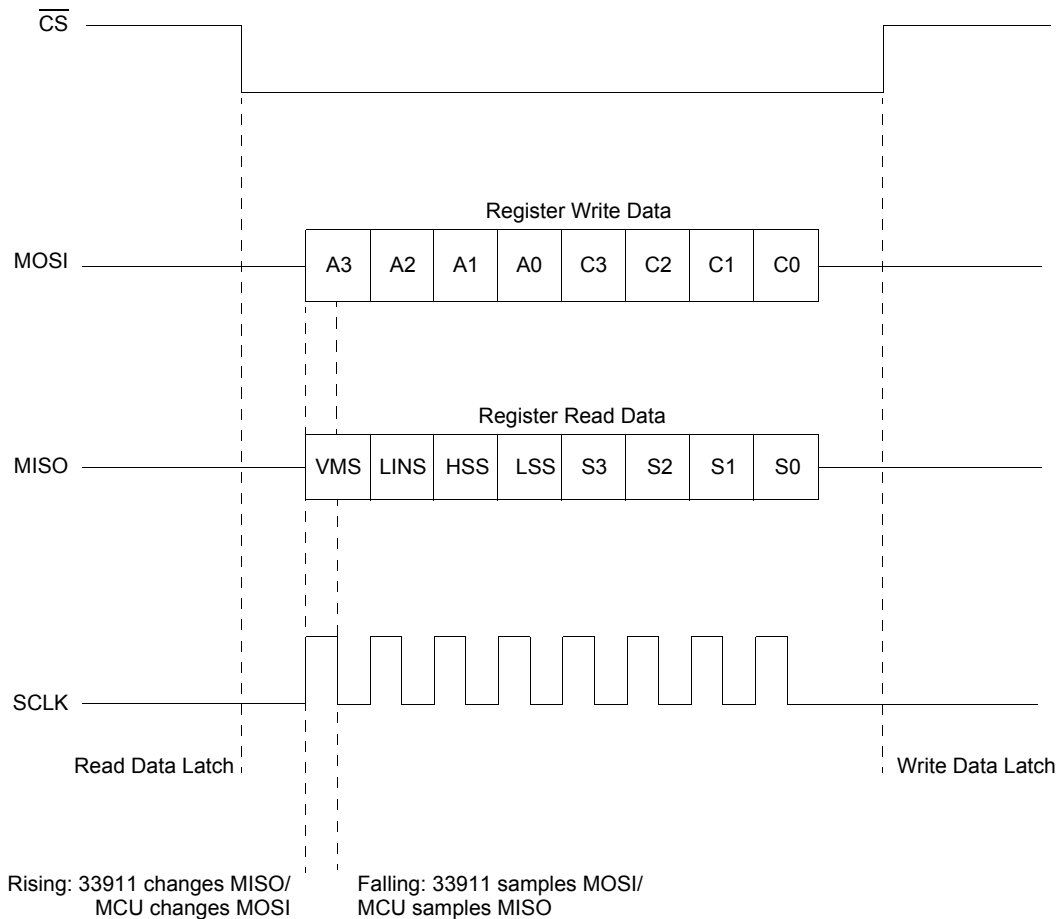 CS
Register Write Data
MOSI
A3 A2 A1 A0 C3 C2 C1 C0
Register Read Data
MISO
VMS LINS HSS LSS S3 S2 S1 S0
SCLK
Read Data Latch
Write Data Latch
Rising: 33911 changes MISO/
MCU changes MOSI
Falling: 33911 samples MOSI/
MCU samples MISO